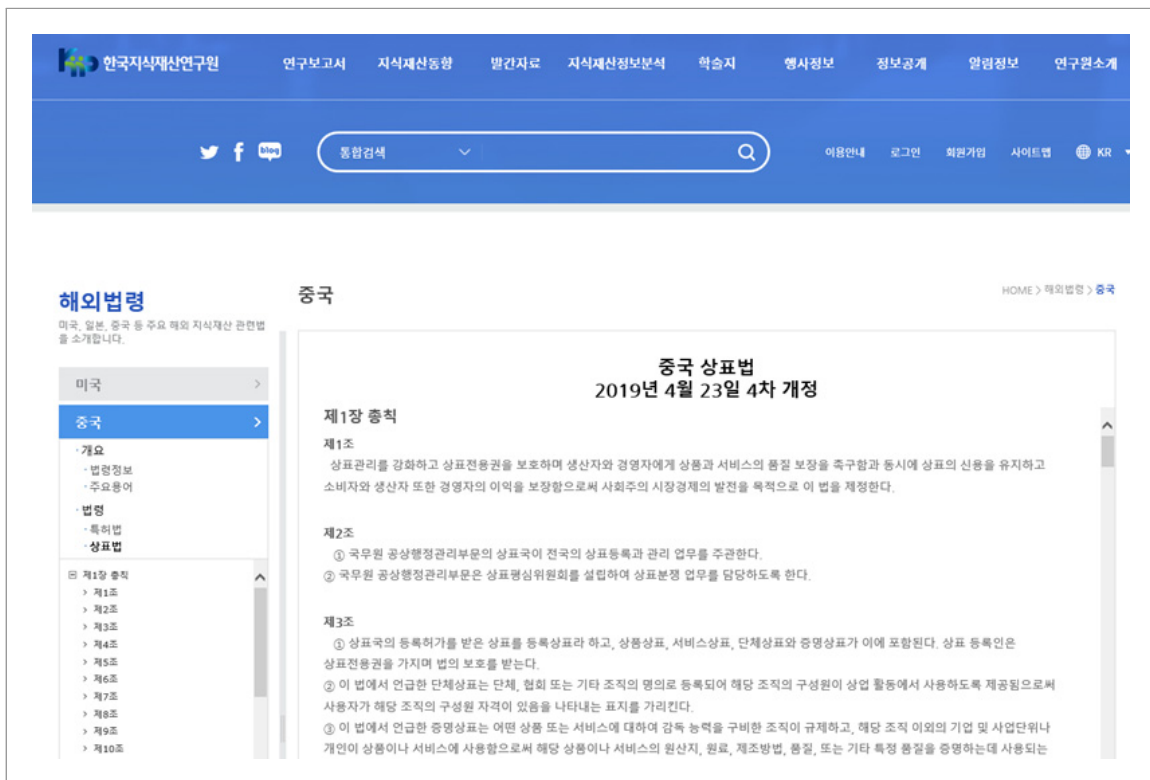 한국지식재산연구원
연구보고서 지식재산동향 발간자료 지식재산정보분석 학술지 행사정보 정보공개 알림정보 연구원소개
blog 통합검색 이용안내 로그인 회원가입 사이트맵 KR
해외법령
미국, 일본, 중국 등 주요 해외 지식재산 관련법
을 소개합니다.
미국
중국
· 개요
· 법령정보
· 주요용어
· 법령
· 특허법
· 상표법
제1장 총칙
제1조
제2조
제3조
제4조
제5조
제6조
제7조
제8조
제9조
제10조
중국
HOME > 해외법령 > 중국
중국 상표법
2019년 4월 23일 4차 개정
제1장 총칙
제1조
상표관리를 강화하고 상표전용권을 보호하며 생산자와 경영자에게 상품과 서비스의 품질 보장을 촉구함과 동시에 상표의 신용을 유지하고
소비자와 생산자 또한 경영자의 이익을 보장함으로써 사회주의 시장경제의 발전을 목적으로 이 법을 제정한다.
제2조
① 국무원 공상행정관리부문의 상표국이 전국의 상표등록과 관리 업무를 주관한다.
② 국무원 공상행정관리부문은 상표평심위원회를 설립하여 상표분쟁 업무를 담당하도록 한다.
제3조
① 상표국의 등록허가를 받은 상표를 등록상표라 하고, 상품상표, 서비스상표, 단체상표와 증명상표가 이에 포함된다. 상표 등록인은
상표전용권을 가지며 법의 보호를 받는다.
② 이 법에서 언급한 단체상표는 단체, 협회 또는 기타 조직의 명의로 등록되어 해당 조직의 구성원이 상업 활동에서 사용하도록 제공됨으로써
사용자가 해당 조직의 구성원 자격이 있음을 나타내는 표지를 가리킨다.
③ 이 법에서 언급한 증명상표는 어떤 상품 또는 서비스에 대하여 감독 능력을 구비한 조직이 규제하고, 해당 조직 이외의 기업 및 사업단위나
개인이 상품이나 서비스에 사용함으로써 해당 상품이나 서비스의 원산지, 원료, 제조방법, 품질, 또는 기타 특정 품질을 증명하는데 사용되는